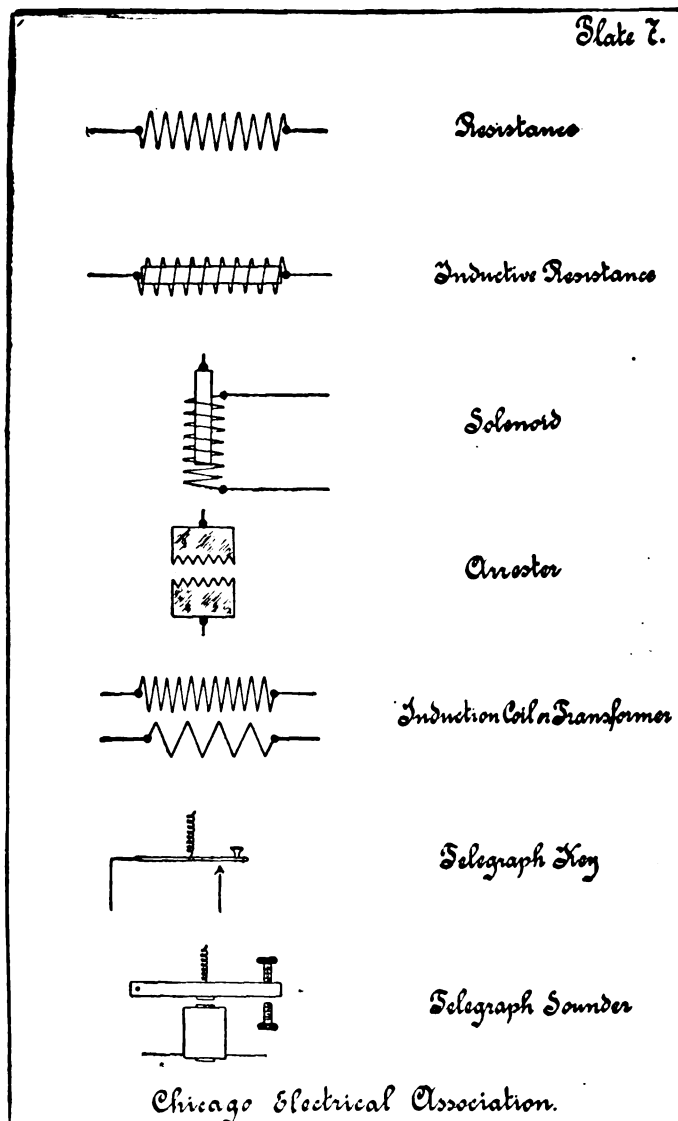 Plate 7.
Resistance
Inductive Resistance
Solenoid
Arrester
Induction Coil or Transformer
Telegraph Key
Telegraph Sounder
Chicago Electrical Association.